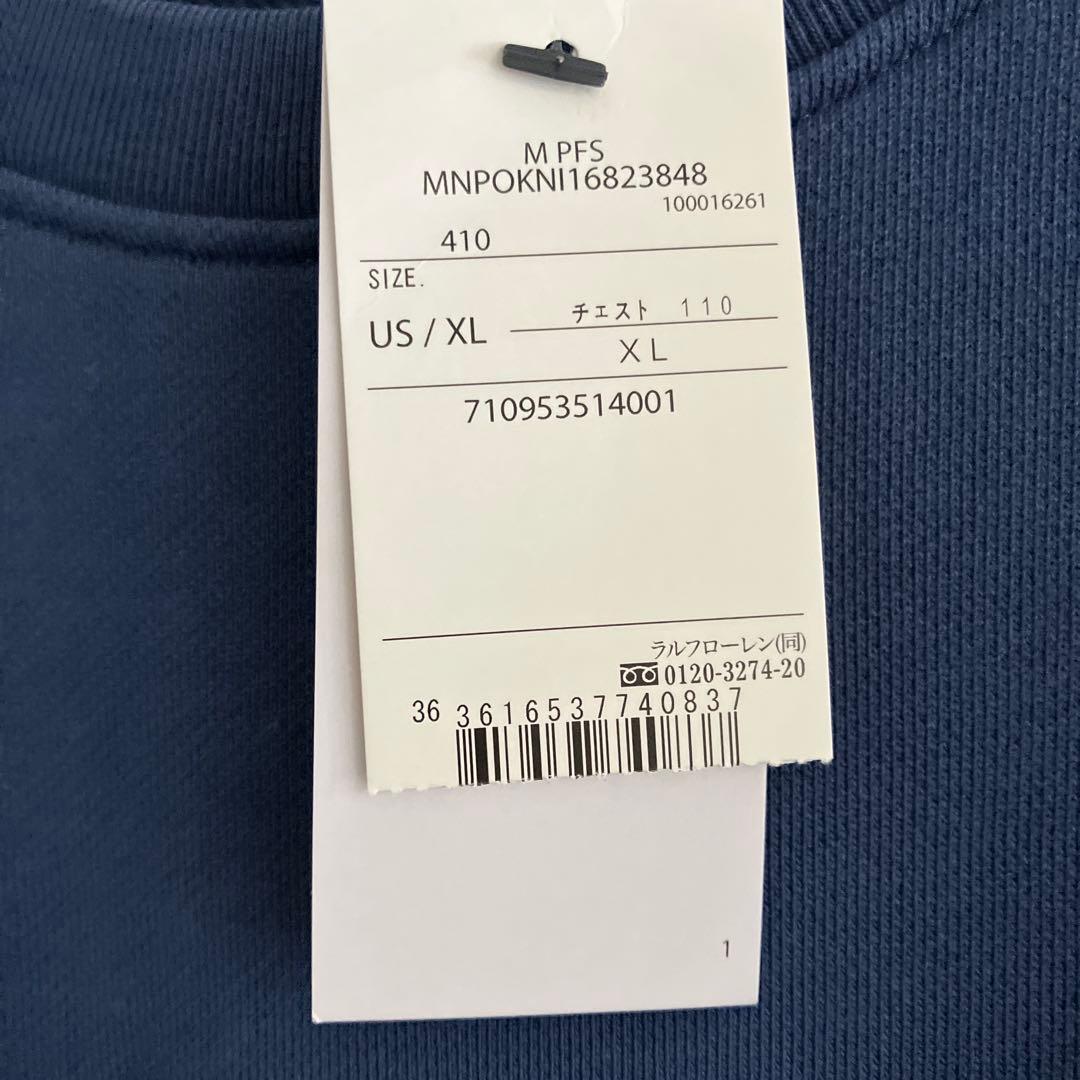 M PFS
MNPOKNI16823848
100016261
410
SIZE.
US / XL
チェスト 110
XL
710953514001
ラルフローレン(同)
0120-3274-20
36 3616537740837
1